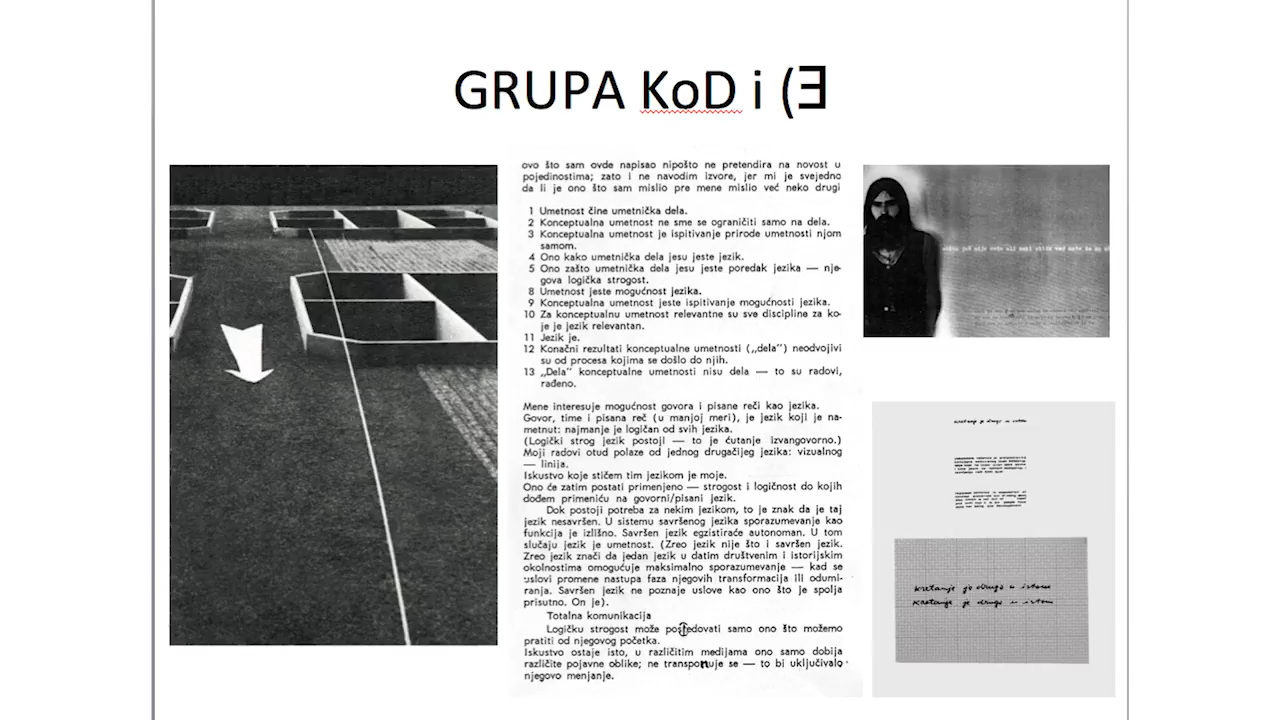 GRUPA KoD i (Ǝ
ovo što sam ovde napisao nipošto ne pretendira na novost u
pojedinostima; zato i ne navodim izvore, jer mi je svejedno
da li je ono što sam mislio pre mene mislio već neko drugi
1 Umetnost čine umetnička dela.
2 Konceptualna umetnost ne sme se ograničiti samo na dela.
3 Konceptualna umetnost je ispitivanje prirode umetnosti njom
samom.
4 Ono kako umetnička dela jesu jeste jezik.
5 Ono zašto umetnička dela jesu jeste poredak jezika — nje-
gova logička strogost.
8 Umetnost jeste mogućnost jezika.
9 Konceptualna umetnost jeste ispitivanje mogućnosti jezika.
10 Za konceptualnu umetnost relevantne su sve discipline za ko-
je je jezik relevantan.
11 Jezik je.
12 Konačni rezultati konceptualne umetnosti („dela”) neodvojivi
su od procesa kojima se došlo do njih.
13 „Dela” konceptualne umetnosti nisu dela — to su radovi,
rađeno.
Mene interesuje mogućnost govora i pisane reči kao jezika.
Govor, time i pisana reč (u manjoj meri), je jezik koji je na-
metnut: najmanje je logičan od svih jezika.
(Logički strog jezik postoji — to je ćutanje izvangovorno.)
Moji radovi otud polaze od jednog drugačijeg jezika: vizualnog
— linija.
Iskustvo koje stičem tim jezikom je moje.
Ono će zatim postati primenjeno — strogost i logičnost do kojih
dođem primeniću na govorni/pisani jezik.
Dok postoji potreba za nekim jezikom, to je znak da je taj
jezik nesavršen. U sistemu savršenog jezika sporazumevanje kao
funkcija je izlišno. Savršen jezik egzistiraće autonoman. U tom
slučaju jezik je umetnost. (Zreo jezik nije što i savršen jezik.
Zreo jezik znači da jedan jezik u datim društvenim i istorijskim
okolnostima omogućuje maksimalno sporazumevanje — kad se
uslovi promene nastupa faza njegovih transformacija ili odumi-
ranja. Savršen jezik ne poznaje uslove kao ono što je spolja
prisutno. On je).
Totalna komunikacija
Logičku strogost može posredovati samo ono što možemo
pratiti od njegovog početka.
Iskustvo ostaje isto, u različitim medijama ono samo dobija
različite pojavne oblike; ne transponuje se — to bi uključivalo
njegovo menjanje.
kretanje je drugo u istom
kretanje je drugo u istom
kretanje je drugo u istom